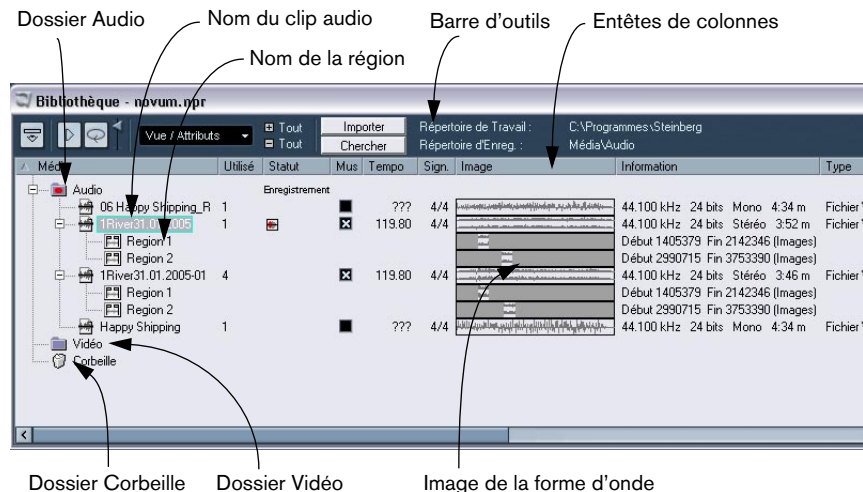 Dossier Audio
Nom du clip audio
Barre d'outils
Entêtes de colonnes
Nom de la région
Bibliothèque - novum.npr
Vue / Attributs
Tout
Tout
Importer
Chercher
Répertoire de Travail :
C:\Programmes\Steinberg
Répertoire d'Enreg. :
Média\Audio
Utilisé Statut Mus Tempo Sign. Image Information Type
Audio Enregistrement
06 Happy Shipping_R 1 ??? 4/4 44.100 kHz 24 bits Mono 4:34 m Fichier
1 119.80 4/4 44.100 kHz 24 bits Stéréo 3:52 m Fichier
Region 1 Début 1405379 Fin 2142346 (Images)
Region 2 Début 2990715 Fin 3753390 (Images)
1River31.01.2005-01 4 119.80 4/4 44.100 kHz 24 bits Stéréo 3:46 m Fichier
Region 1 Début 1405379 Fin 2142346 (Images)
Region 2 Début 2990715 Fin 3753390 (Images)
Happy Shipping 1 ??? 4/4 44.100 kHz 24 bits Mono 4:34 m Fichier
Vidéo
Corbeille
Dossier Corbeille
Dossier Vidéo
Image de la forme d'onde